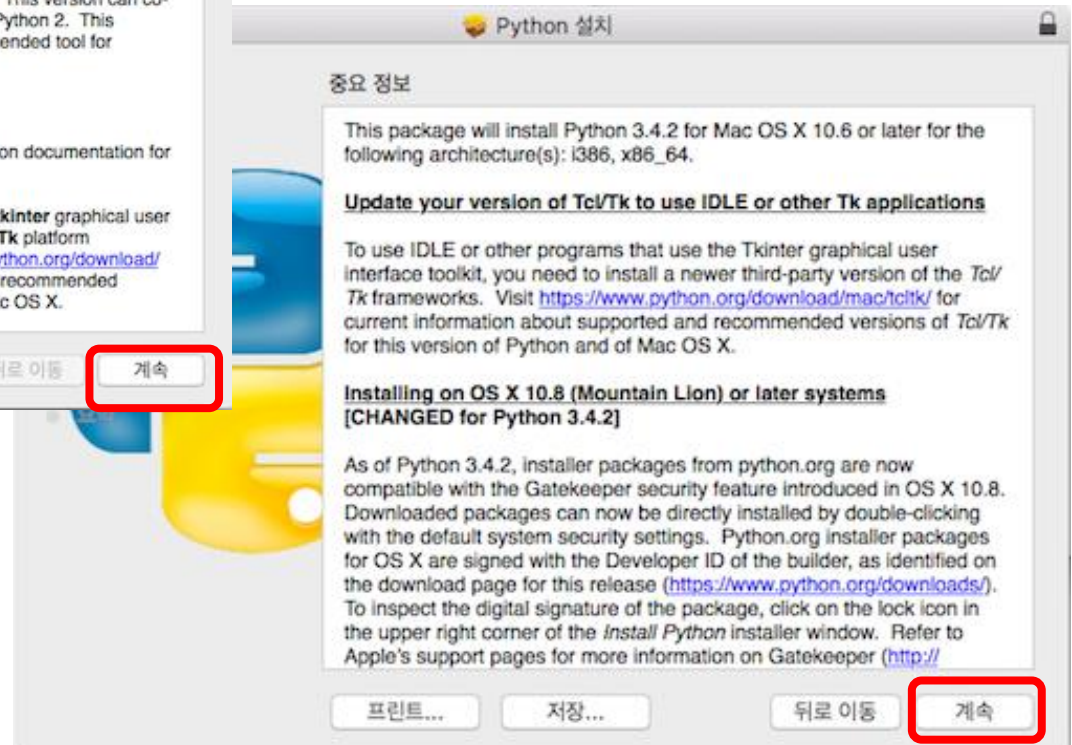 This version can co-
Python 2. This
ended tool for
on documentation for
kinter graphical user
Tk platform
thon.org/download/
recommended
c OS X.
로 이동
계속
Python 설치
중요 정보
This package will install Python 3.4.2 for Mac OS X 10.6 or later for the
following architecture(s): i386, x86_64.
Update your version of Tcl/Tk to use IDLE or other Tk applications
To use IDLE or other programs that use the Tkinter graphical user
interface toolkit, you need to install a newer third-party version of the Tcl/
Tk frameworks. Visit https://www.python.org/download/mac/tcltk/ for
current information about supported and recommended versions of Tcl/Tk
for this version of Python and of Mac OS X.
Installing on OS X 10.8 (Mountain Lion) or later systems
[CHANGED for Python 3.4.2]
As of Python 3.4.2, installer packages from python.org are now
compatible with the Gatekeeper security feature introduced in OS X 10.8.
Downloaded packages can now be directly installed by double-clicking
with the default system security settings. Python.org installer packages
for OS X are signed with the Developer ID of the builder, as identified on
the download page for this release (https://www.python.org/downloads/).
To inspect the digital signature of the package, click on the lock icon in
the upper right corner of the Install Python installer window. Refer to
Apple's support pages for more information on Gatekeeper (http://
프린트... 저장... 뒤로 이동 계속